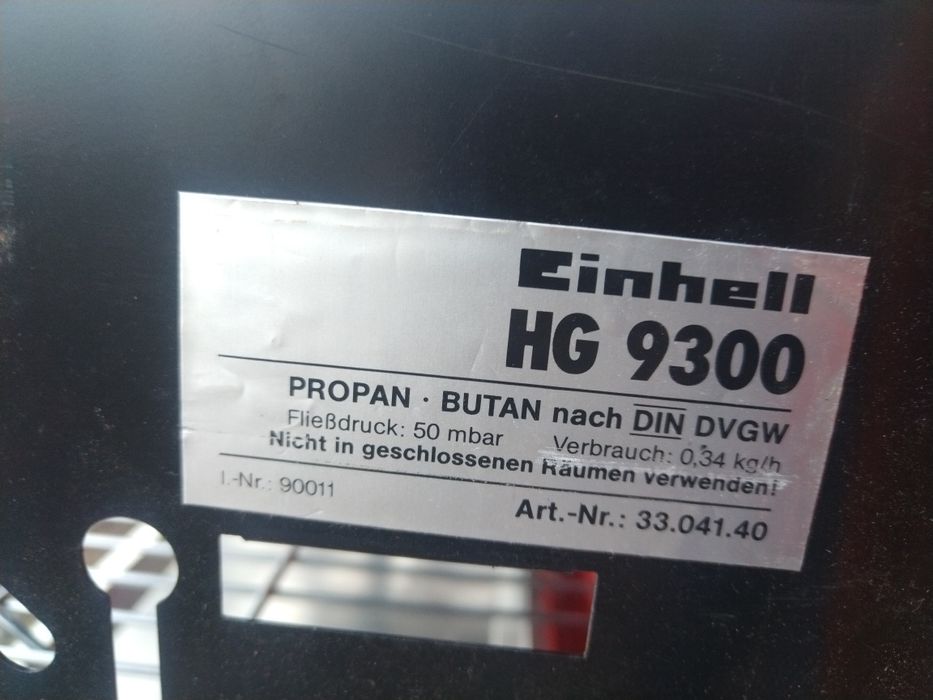 Einhell
HG 9300
PROPAN · BUTAN nach DIN DVGW
Fließdruck: 50 mbar Verbrauch: 0,34 kg/h
Nicht in geschlossenen Räumen verwenden!
I.-Nr.: 90011
Art.-Nr.: 33.041.40